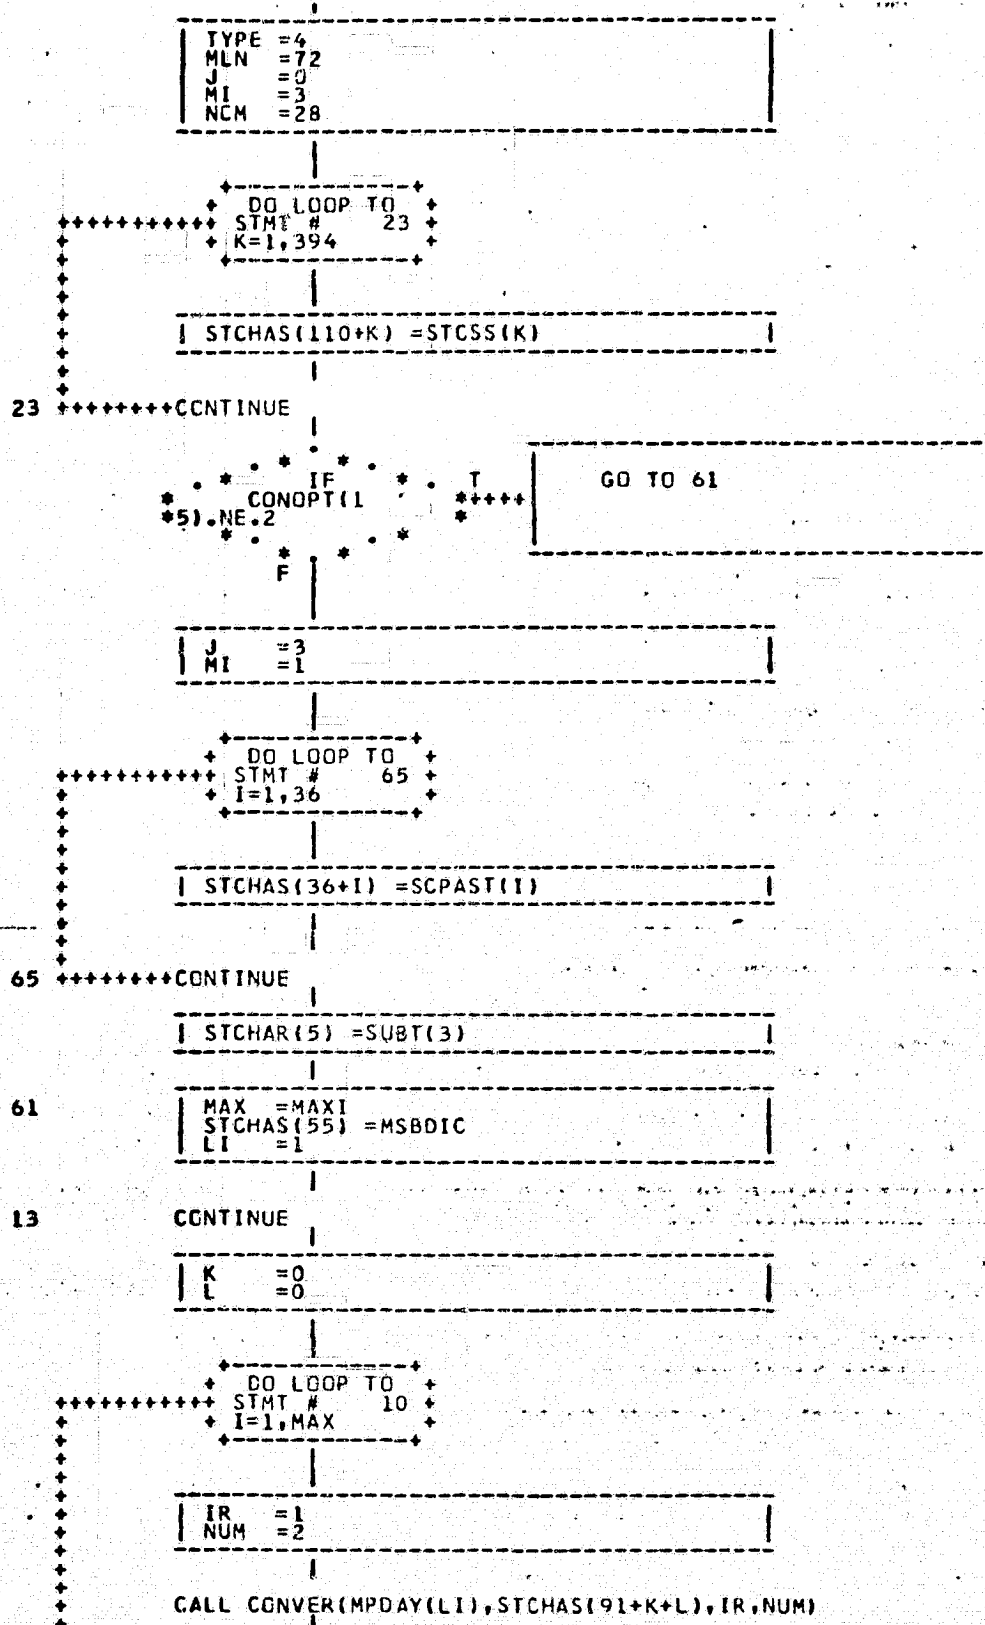 TYPE =4
MLN =72
J =0
MI =3
NCM =28
DO LOOP TO
STMT # 23
K=1,394
STCHAS(110+K) =STCSS(K)
23 CCNTINUE
IF
CONOPT(1
5).NE.2
T
GO TO 61
F
J =3
MI =1
DO LOOP TO
STMT # 65
I=1,36
STCHAS(36+I) =SCPAST(I)
65 CONTINUE
STCHAR(5) =SUBT(3)
61
MAX =MAXI
STCHAS(55) =MSBDIC
LI =1
13 CONTINUE
K =0
L =0
DO LOOP TO
STMT # 10
I=1,MAX
IR =1
NUM =2
CALL CONVER(MPDAY(LI),STCHAS(91+K+L),IR,NUM)